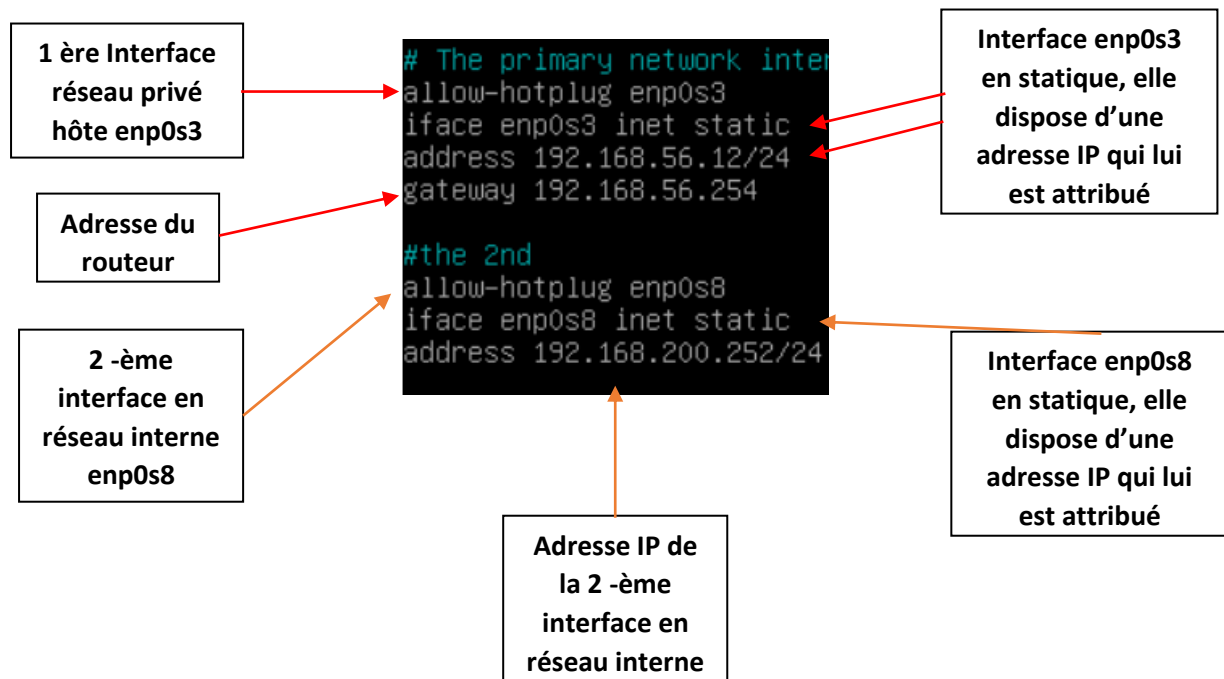 1 ère Interface
réseau privé
hôte enp0s3
Adresse du
routeur
2 -ème
interface en
réseau interne
enp0s8
# The primary network inter
allow-hotplug enp0s3
iface enp0s3 inet static
address 192.168.56.12/24
gateway 192.168.56.254
#the 2nd
allow-hotplug enp0s8
iface enp0s8 inet static
address 192.168.200.252/24
Interface enp0s3
en statique, elle
dispose d’une
adresse IP qui lui
est attribué
Interface enp0s8
en statique, elle
dispose d’une
adresse IP qui lui
est attribué
Adresse IP de
la 2 -ème
interface en
réseau interne